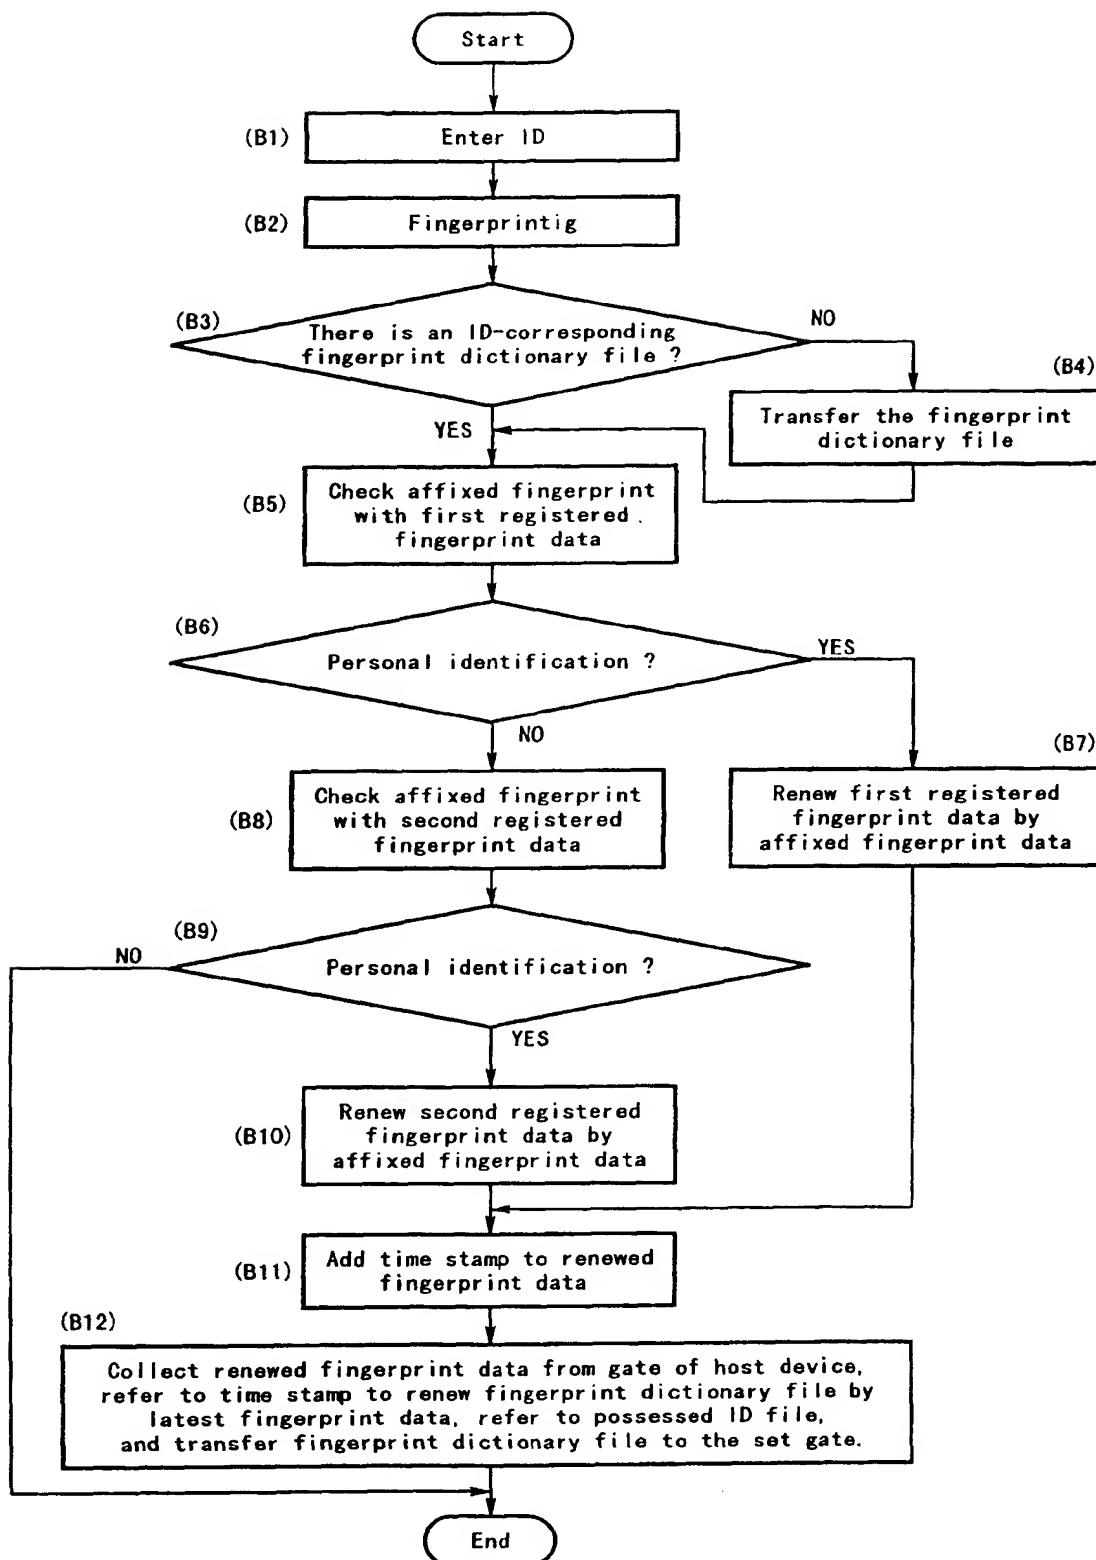 Start
(B1)
Enter ID
(B2)
Fingerprintig
(B3)
There is an ID-corresponding
fingerprint dictionary file ?
NO
(B4)
Transfer the fingerprint
dictionary file
YES
(B5)
Check affixed fingerprint
with first registered
fingerprint data
(B6)
Personal identification ?
YES
NO
(B7)
Renew first registered
fingerprint data by
affixed fingerprint data
(B8)
Check affixed fingerprint
with second registered
fingerprint data
(B9)
NO
Personal identification ?
YES
(B10)
Renew second registered
fingerprint data by
affixed fingerprint data
(B11)
Add time stamp to renewed
fingerprint data
(B12)
Collect renewed fingerprint data from gate of host device,
refer to time stamp to renew fingerprint dictionary file by
latest fingerprint data, refer to possessed ID file,
and transfer fingerprint dictionary file to the set gate.
End